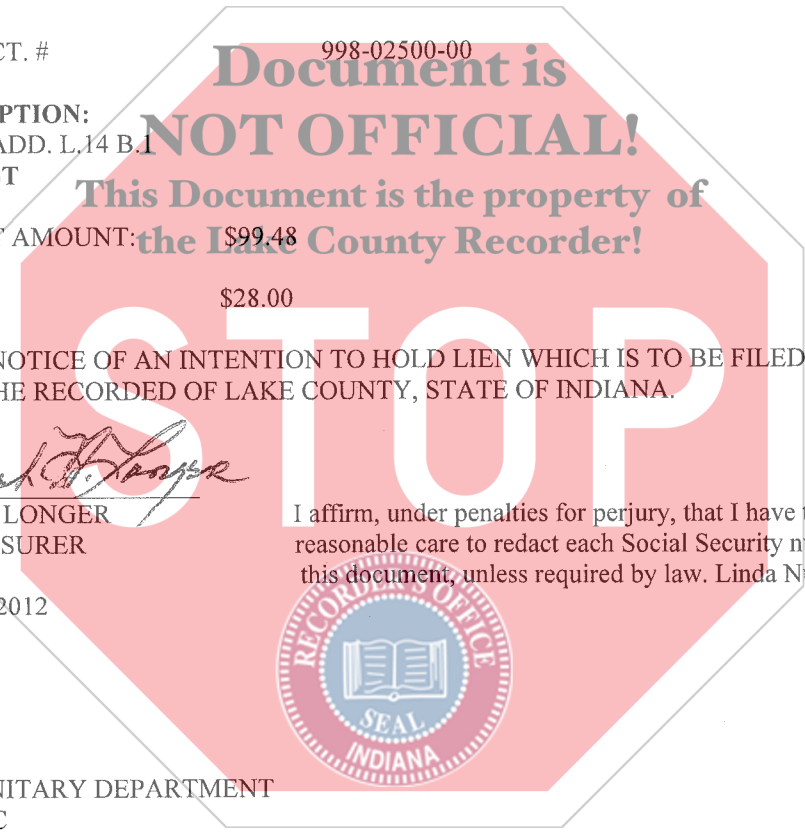 CT. # 998-02500-00
Document is
PTION:
ADD. L.14 B.1
NOT OFFICIAL!
ET
This Document is the property of
Y AMOUNT: $99.48
the Lake County Recorder!
$28.00
STOP
NOTICE OF AN INTENTION TO HOLD LIEN WHICH IS TO BE FILED
HE RECORDED OF LAKE COUNTY, STATE OF INDIANA.
LONGER
SURER
I affirm, under penalties for perjury, that I have t
reasonable care to redact each Social Security nu
this document, unless required by law. Linda N
2012
RECORDER'S OFFICE
SEAL
INDIANA
NITARY DEPARTMENT
C